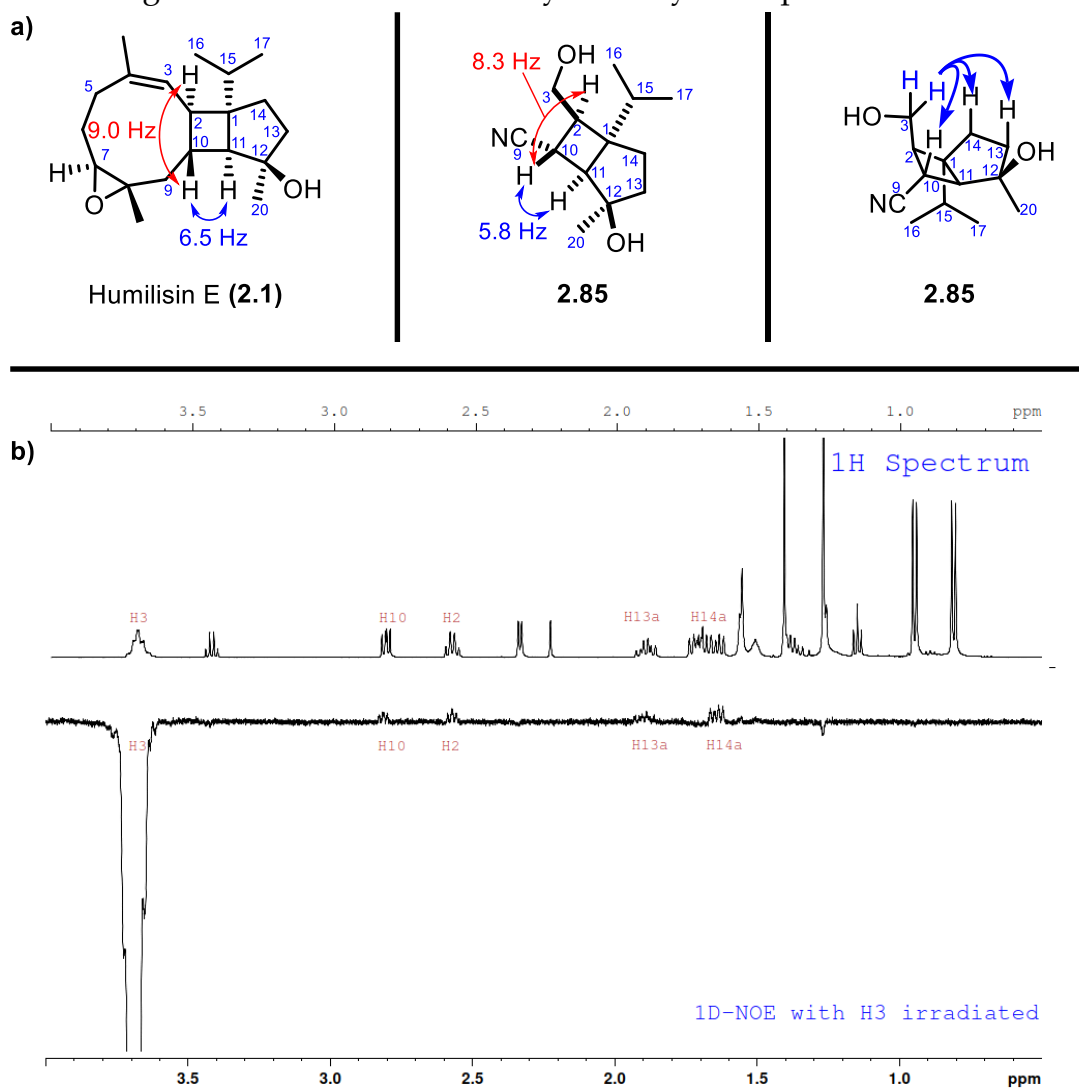 a)
16
15
17
H
3
5
H
14
9.0 Hz
2
1
13
10
11
12
7
H
O
9
H
H
20
OH
6.5 Hz
Humilisin E (2.1)
OH
8.3 Hz
H
16
15
17
3
2
1
NC
9
10
14
H
11
13
H
12
5.8 Hz
20
OH
2.85
H
H
H
H
HO
3
H
14
13
OH
2
1
12
11
9
10
NC
20
15
16
17
2.85
3.5 3.0 2.5 2.0 1.5 1.0 ppm
b)
1H Spectrum
H3 H10 H2 H13a H14a
H3 H10 H2 H13a H14a
1D-NOE with H3 irradiated
3.5 3.0 2.5 2.0 1.5 1.0 ppm